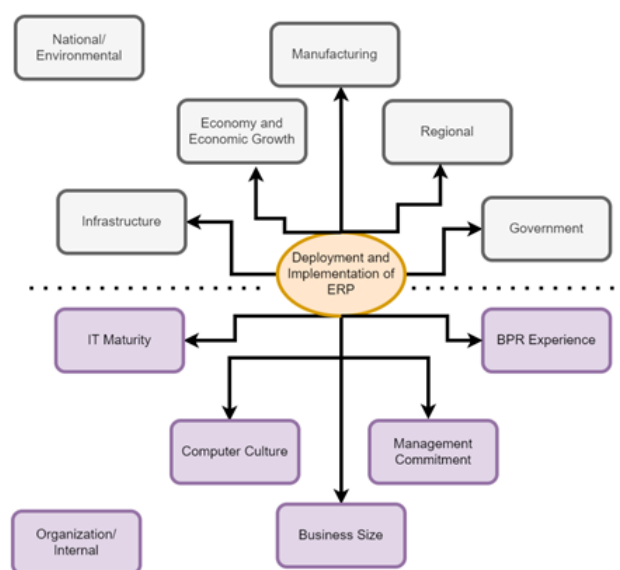 National/
Environmental
Manufacturing
Economy and
Economic Growth
Regional
Infrastructure
Government
Deployment and
Implementation of
ERP
IT Maturity
BPR Experience
Computer Culture
Management
Commitment
Organization/
Internal
Business Size